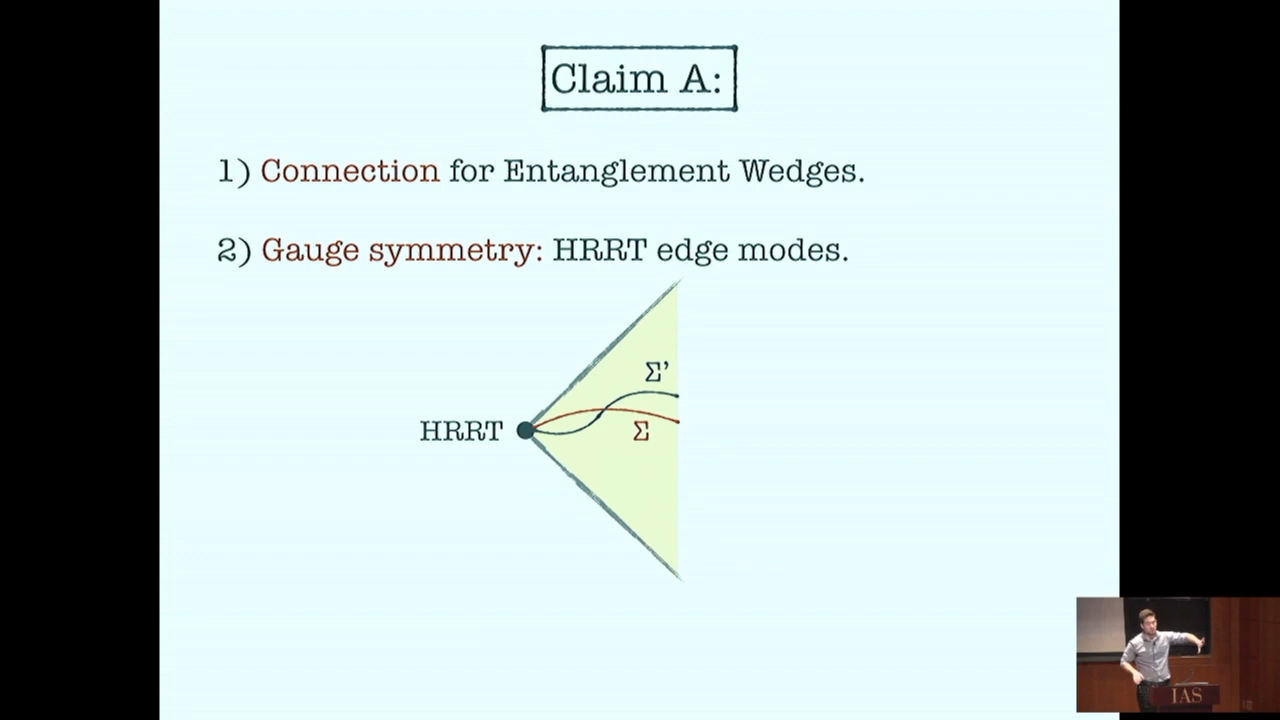 Claim A:
1) Connection for Entanglement Wedges.
2) Gauge symmetry: HRRT edge modes.
Σ’
HRRT
Σ
IAS